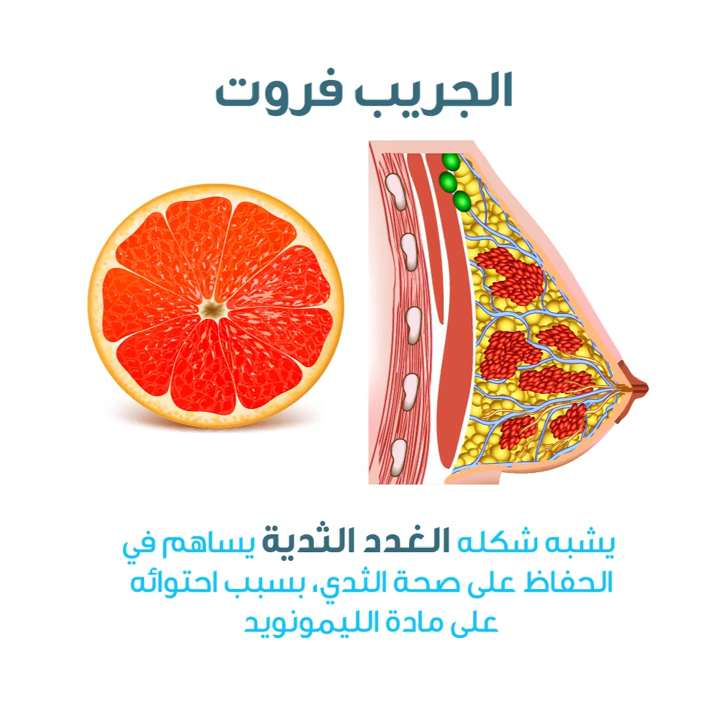 الجريب فروت
يشبه شكله الغدد الثدية يساهم في
الحفاظ على صحة الثدي، بسبب احتوائه
على مادة الليمونويد